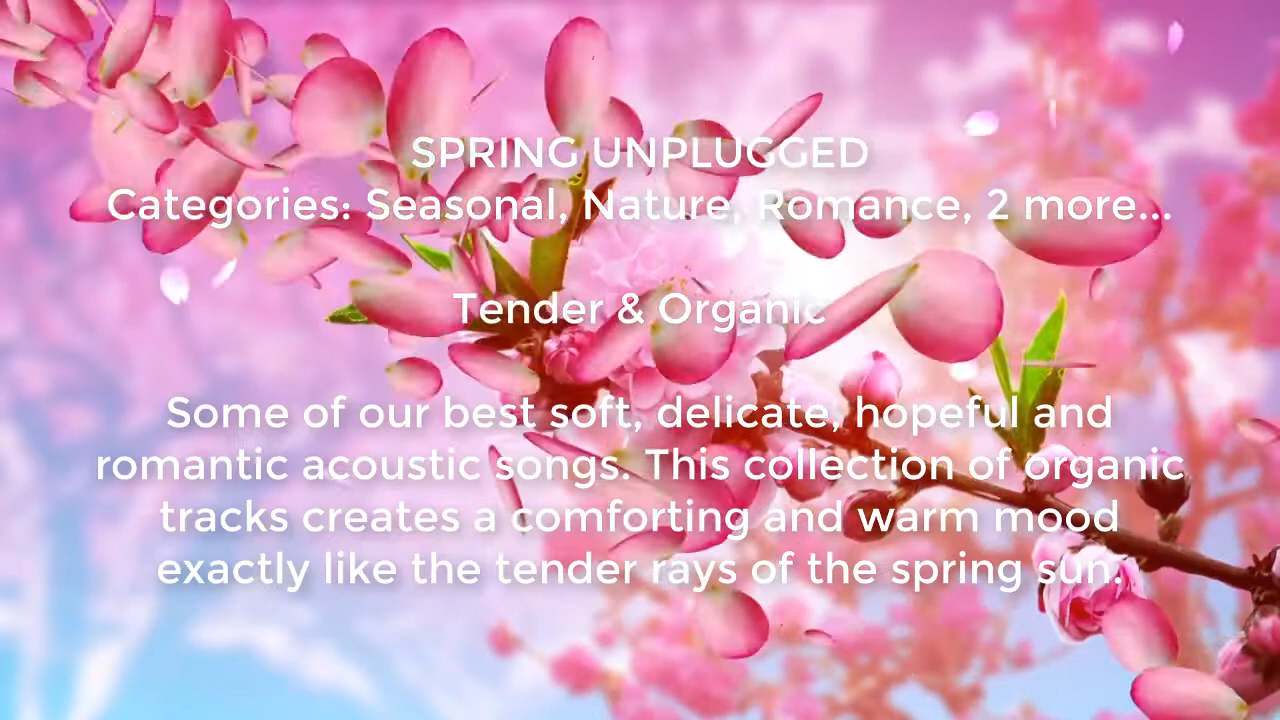 SPRING UNPLUGGED
Categories: Seasonal, Nature, Romance, 2 more...
Tender & Organic
Some of our best soft, delicate, hopeful and
romantic acoustic songs. This collection of organic
tracks creates a comforting and warm mood
exactly like the tender rays of the spring sun.